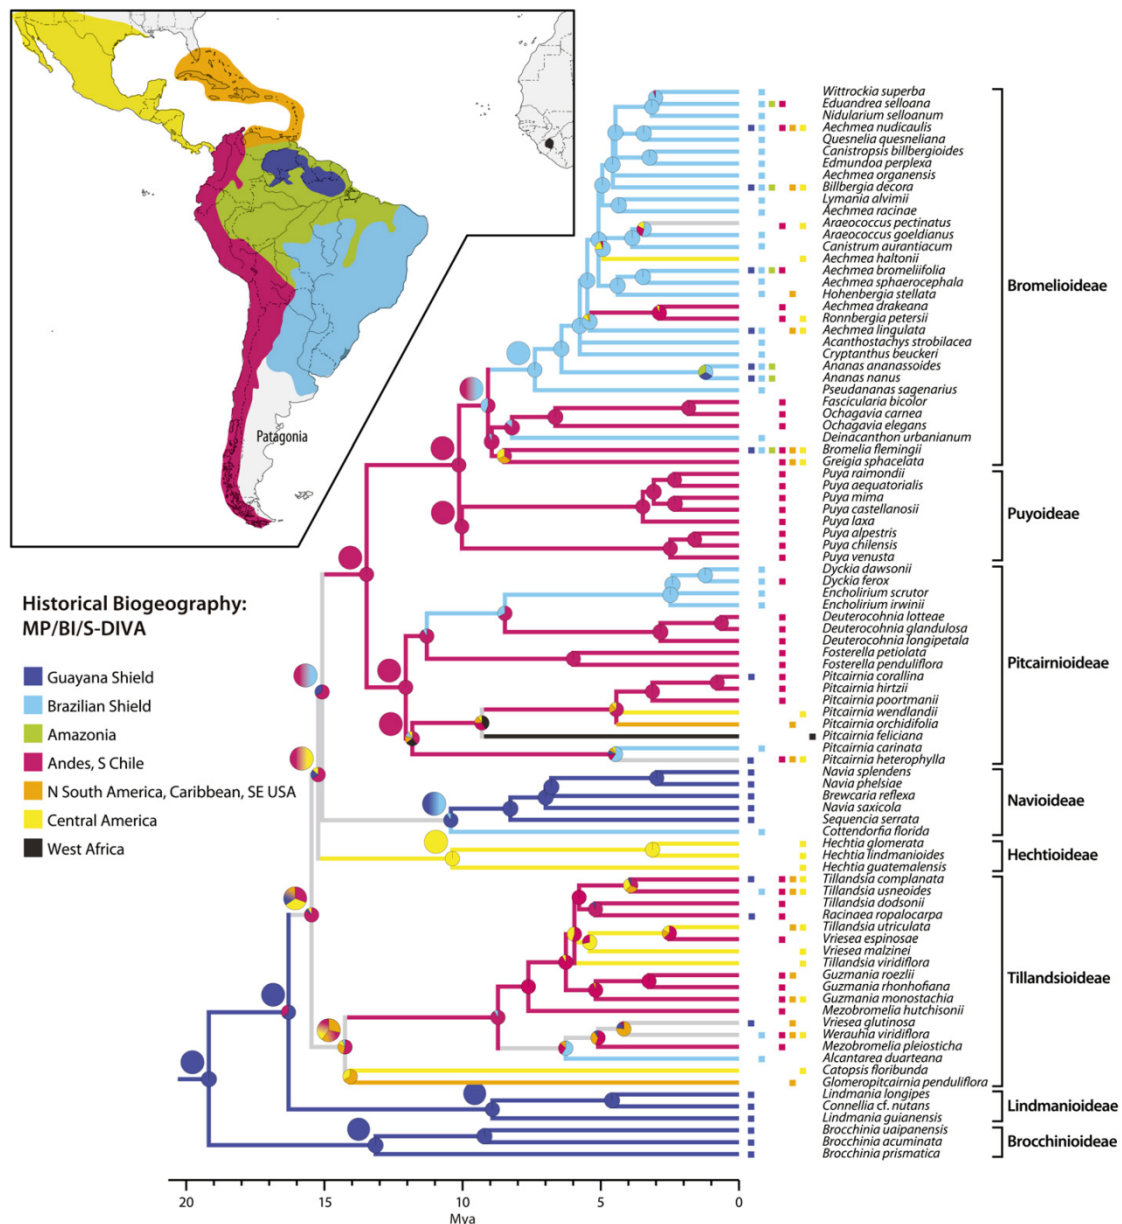 Patagonia
Historical Biogeography:
MP/BI/S-DIVA
Guayana Shield
Brazilian Shield
Amazonia
Andes, S Chile
N South America, Caribbean, SE USA
Central America
West Africa
Wittrockia superba
Eduandrea selloana
Nidularium selloanum
Aechmea nudicaulis
Quesnelia quesneliana
Canistropsis billbergioides
Edmundoa perplexa
Aechmea organensis
Billbergia decora
Lymania alvimii
Aechmea racinae
Araeococcus pectinatus
Araeococcus goeldianus
Canistrum aurantiacum
Aechmea haltonii
Aechmea bromeliifolia
Aechmea sphaerocephala
Hohenbergia stellata
Aechmea drakeana
Ronnbergia petersii
Aechmea lingulata
Acanthostachys strobilacea
Cryptanthus beuckeri
Ananas ananassoides
Ananas nanus
Pseudananas sagenarius
Fascicularia bicolor
Ochagavia carnea
Ochagavia elegans
Deinacanthon urbanianum
Bromelia flemingii
Greigia sphacelata
Puya raimondii
Puya aequatorialis
Puya mima
Puya castellanosii
Puya laxa
Puya alpestris
Puya chilensis
Puya venusta
Dyckia dawsonii
Dyckia ferox
Encholirium scrutor
Encholirium irwinii
Deuterocohnia lotteae
Deuterocohnia glandulosa
Deuterocohnia longipetala
Fosterella petiolata
Fosterella penduliflora
Pitcairnia corallina
Pitcairnia hirtzii
Pitcairnia poortmanii
Pitcairnia wendlandii
Pitcairnia orchidifolia
Pitcairnia feliciana
Pitcairnia carinata
Pitcairnia heterophylla
Navia splendens
Navia phelsiae
Brewcaria reflexa
Navia saxicola
Sequencia serrata
Cottendorfia florida
Hechtia glomerata
Hechtia lindmanioides
Hechtia guatemalensis
Tillandsia complanata
Tillandsia usneoides
Tillandsia dodsonii
Racinaea ropalocarpa
Tillandsia utriculata
Vriesea espinosae
Vriesea malzinei
Tillandsia viridiflora
Guzmania roezlii
Guzmania rhonhofiana
Guzmania monostachia
Mezobromelia hutchisonii
Vriesea glutinosa
Werauhia viridiflora
Mezobromelia pleiosticha
Alcantarea duarteana
Catopsis floribunda
Glomeropitcairnia penduliflora
Lindmania longipes
Connellia cf. nutans
Lindmania guianensis
Brocchinia uaipanensis
Brocchinia acuminata
Brocchinia prismatica
Bromelioideae
Puyoideae
Pitcairnioideae
Navioideae
Hechtioideae
Tillandsioideae
Lindmanioideae
Brocchinioideae
20 15 10 5 0
Mya